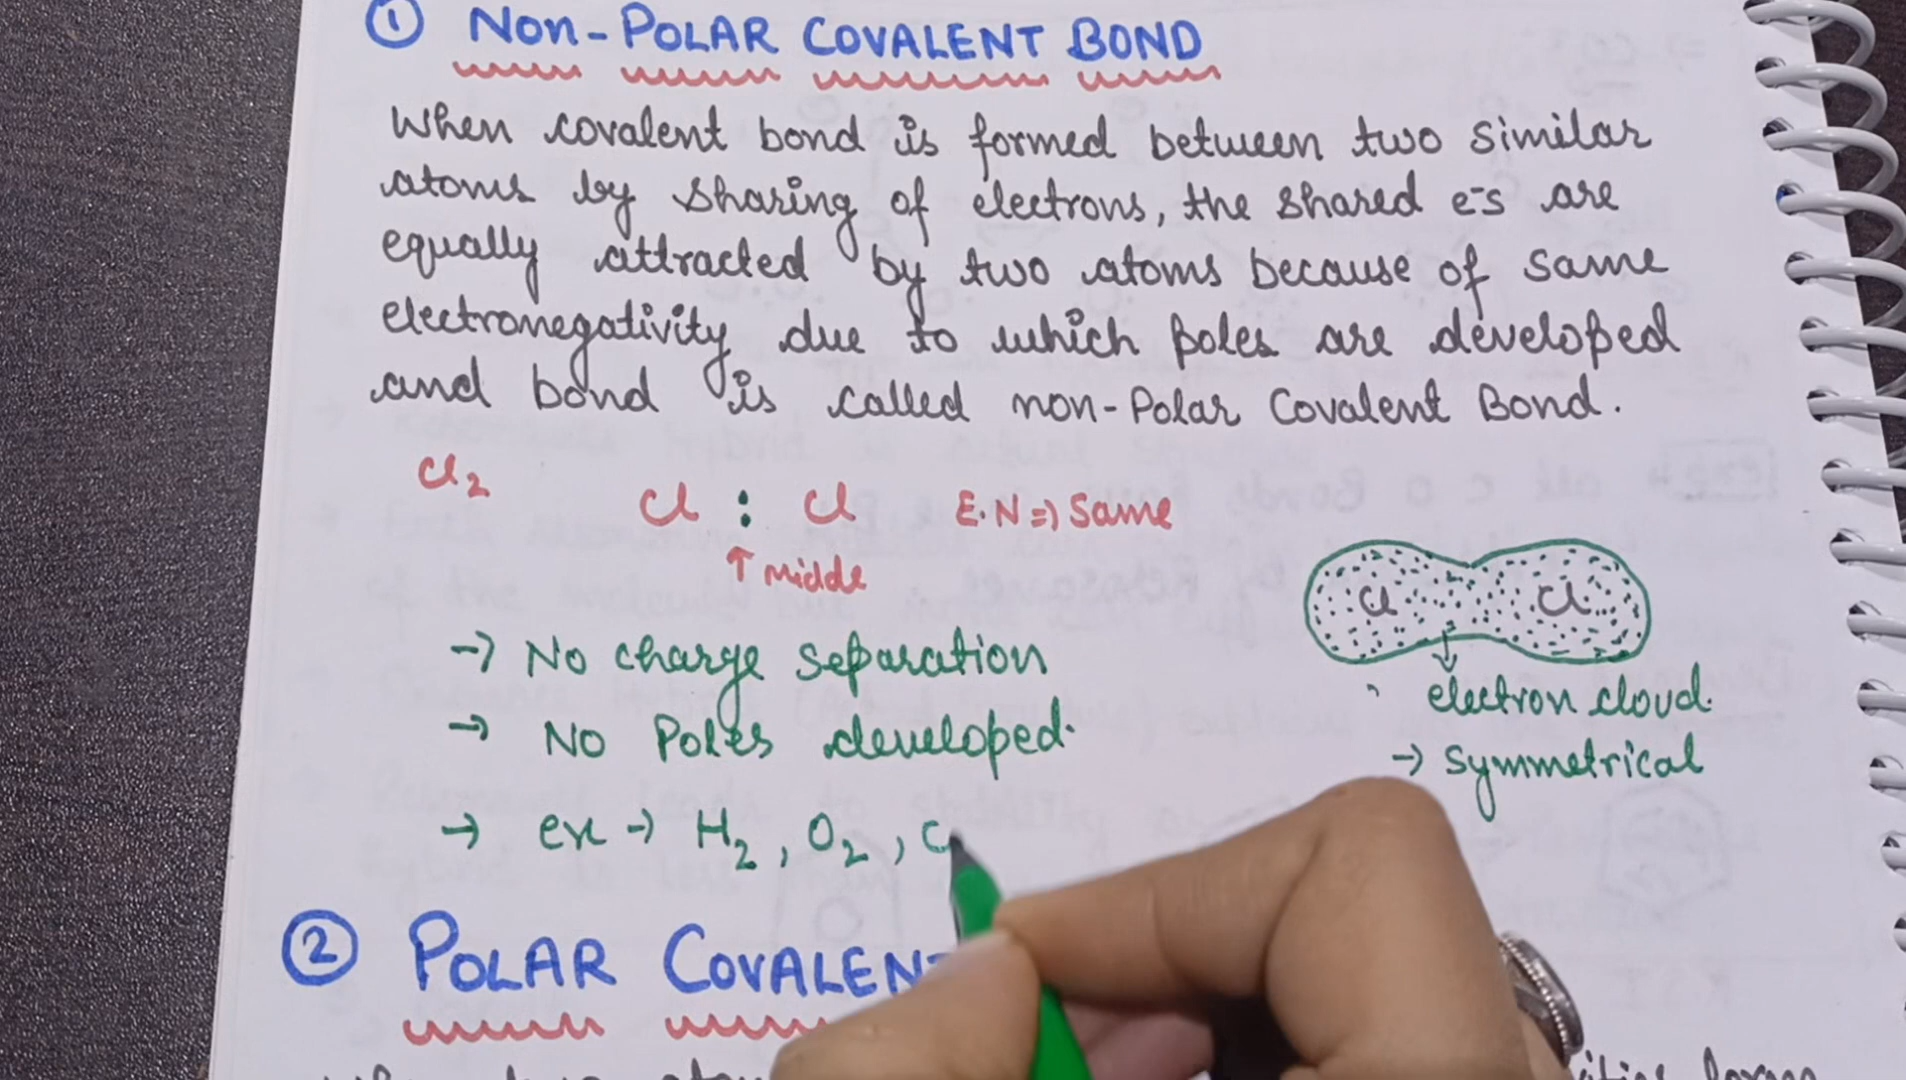 ① NON-POLAR COVALENT BOND
When covalent bond is formed between two similar
atoms by sharing of electrons, the shared e-s are
equally attracted by two atoms because of same
electronegativity due to which poles are developed
and bond is called non-Polar Covalent Bond.
Cl2
Cl : Cl E.N => Same
↑ Midde
Cl Cl
-> No charge separation
electron cloud.
-> No Poles developed.
-> Symmetrical
-> ex -> H2, O2, C
② POLAR COVALENT